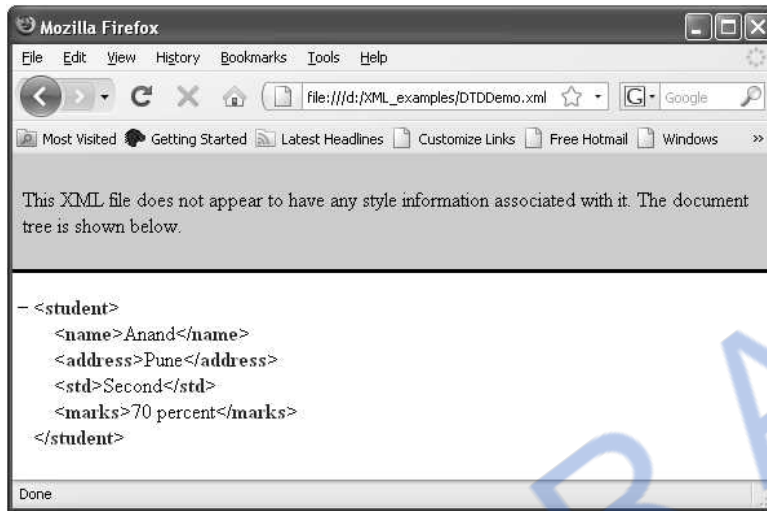 Mozilla Firefox
File Edit View History Bookmarks Tools Help
file:///d:/XML_examples/DTDDemo.xml G Google
Most Visited Getting Started Latest Headlines Customize Links Free Hotmail Windows »
This XML file does not appear to have any style information associated with it. The document
tree is shown below.
− <student>
<name>Anand</name>
<address>Pune</address>
<std>Second</std>
<marks>70 percent</marks>
</student>
Done